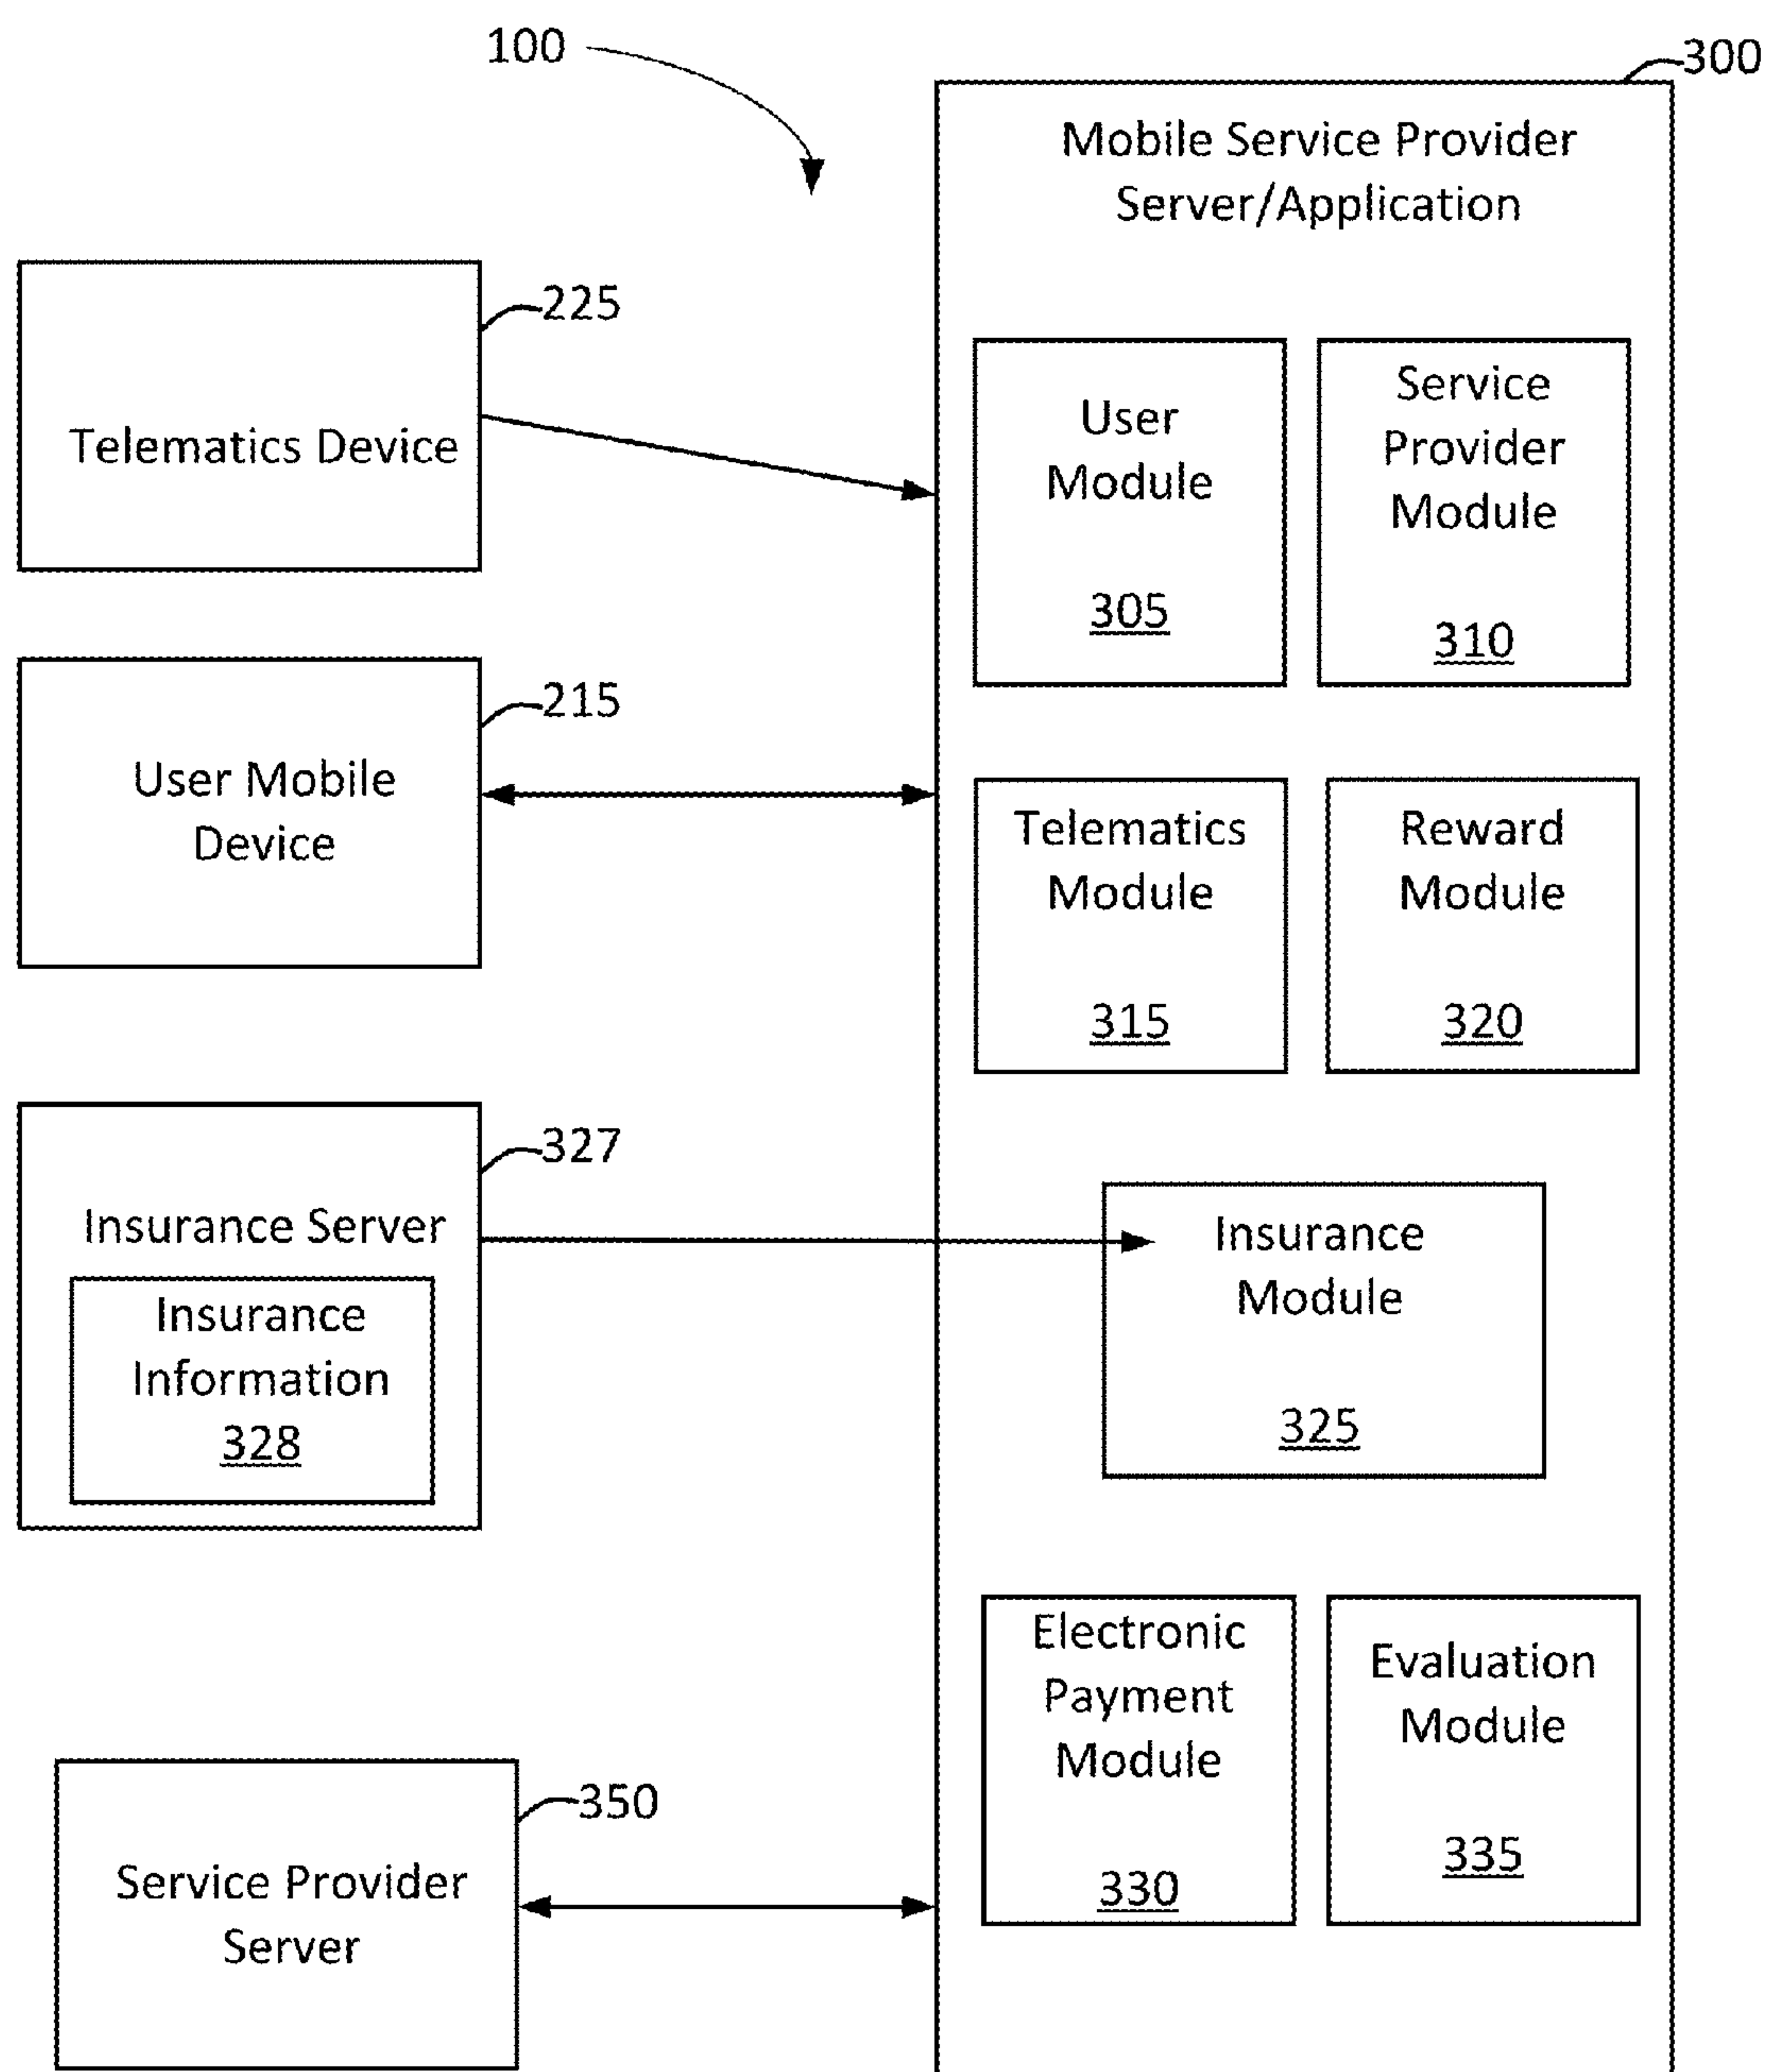 100
300
Mobile Service Provider
Server/Application
225
Telematics Device
User
Module
305
Service
Provider
Module
310
215
User Mobile
Device
Telematics
Module
315
Reward
Module
320
327
Insurance Server
Insurance
Information
328
Insurance
Module
325
Electronic
Payment
Module
330
Evaluation
Module
335
350
Service Provider
Server